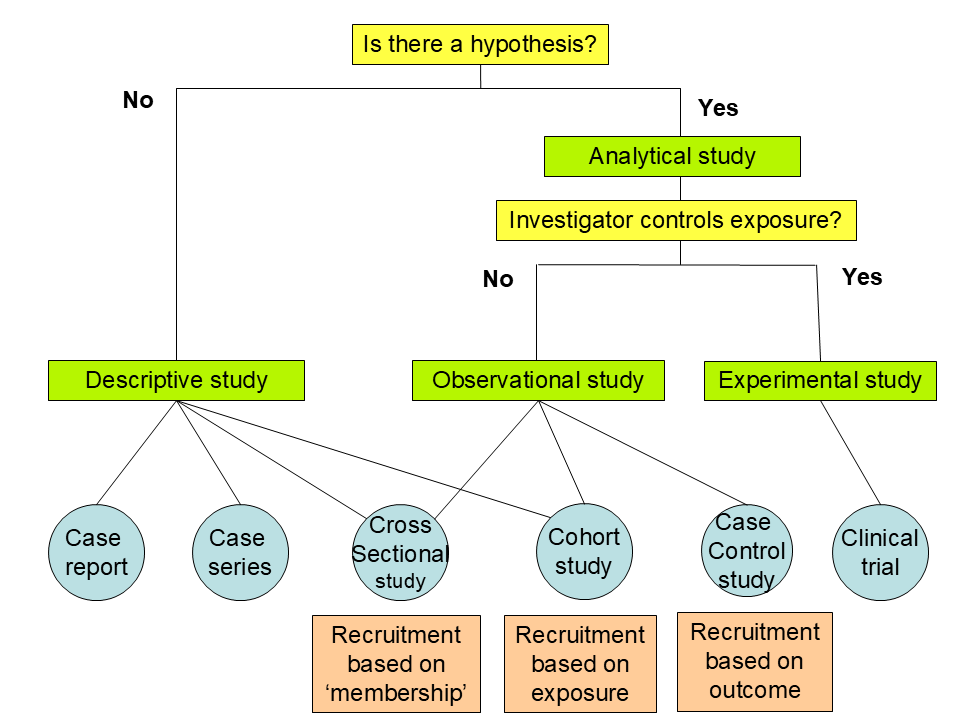 Is there a hypothesis?
No
Yes
Analytical study
Investigator controls exposure?
No
Yes
Descriptive study
Observational study
Experimental study
Case
report
Case
series
Cross
Sectional
study
Cohort
study
Case
Control
study
Clinical
trial
Recruitment
based on
‘membership’
Recruitment
based on
exposure
Recruitment
based on
outcome